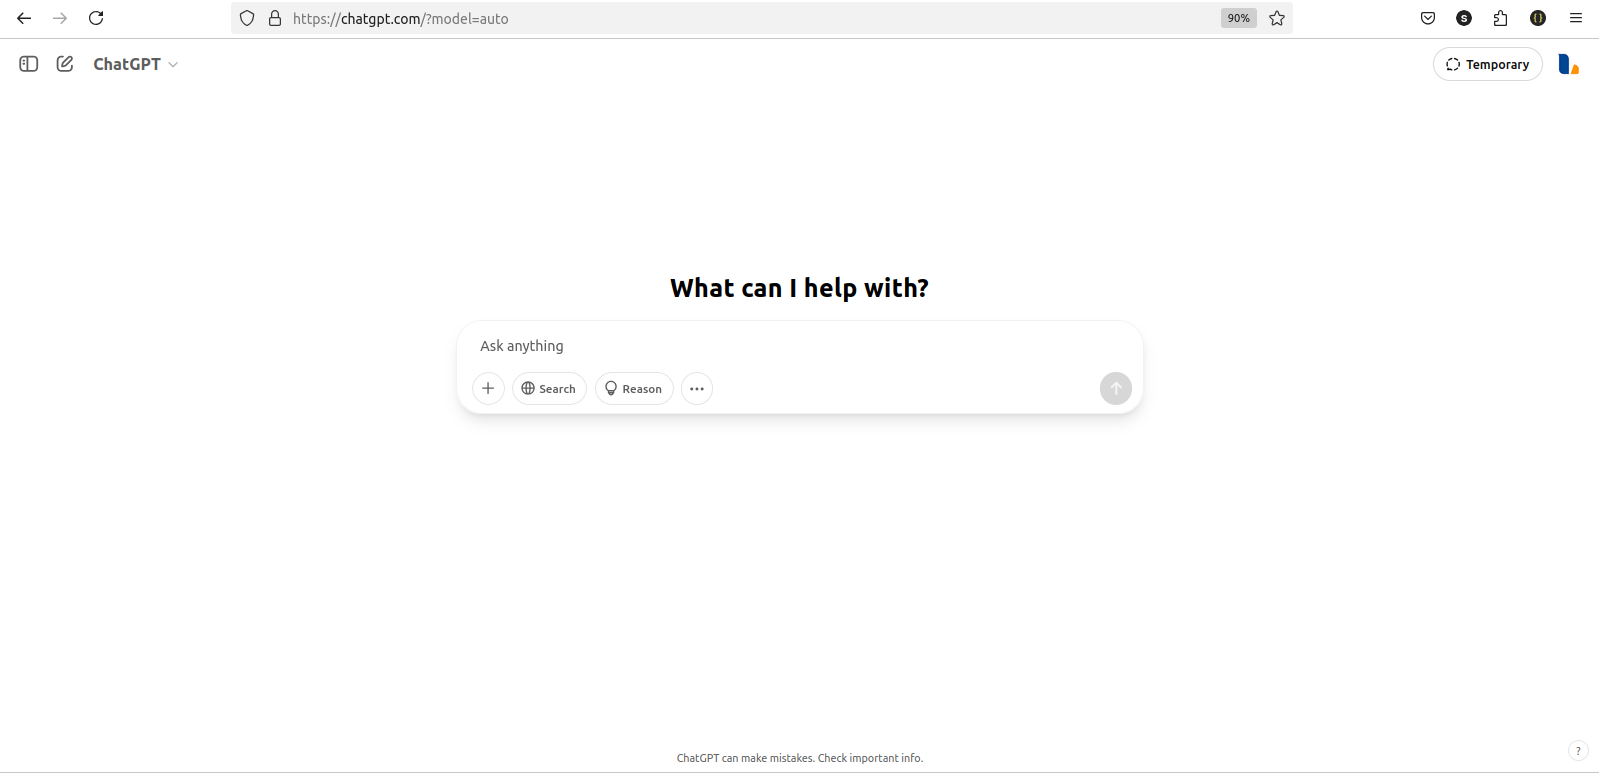 https://chatgpt.com/?model=auto
90%
S
ChatGPT
Temporary
What can I help with?
Ask anything
Search
Reason
ChatGPT can make mistakes. Check important info.
?